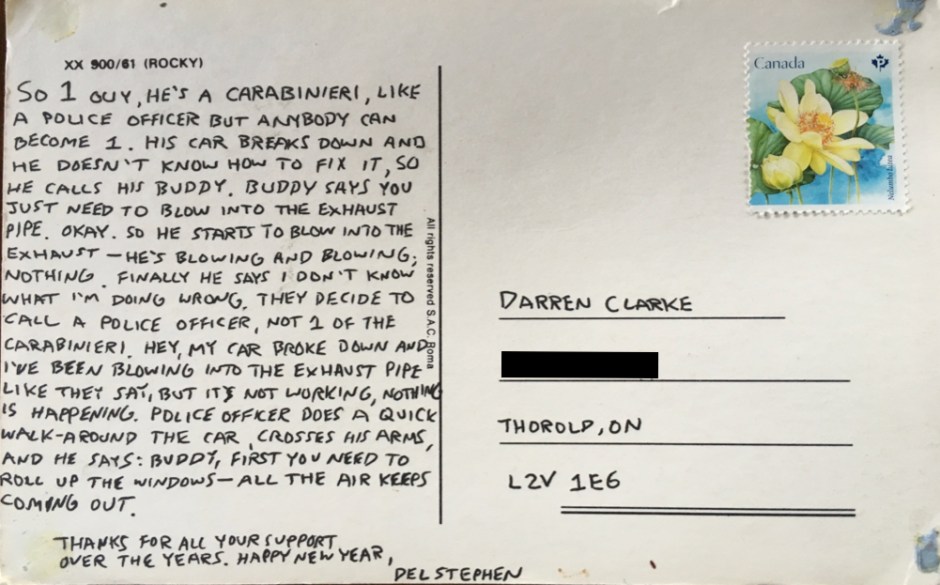 XX 900/61 (ROCKY)
SO 1 GUY, HE'S A CARABINIERI, LIKE
A POLICE OFFICER BUT ANYBODY CAN
BECOME 1. HIS CAR BREAKS DOWN AND
HE DOESN'T KNOW HOW TO FIX IT, SO
HE CALLS HIS BUDDY. BUDDY SAYS YOU
JUST NEED TO BLOW INTO THE EXHAUST
PIPE. OKAY. SO HE STARTS TO BLOW INTO THE
EXHAUST – HE'S BLOWING AND BLOWING;
NOTHING. FINALLY HE SAYS I DON'T KNOW
WHAT I'M DOING WRONG. THEY DECIDE TO
CALL A POLICE OFFICER, NOT 1 OF THE
CARABINIERI. HEY, MY CAR BROKE DOWN AND
I'VE BEEN BLOWING INTO THE EXHAUST PIPE
LIKE THEY SAY, BUT IT'S NOT WORKING, NOTHING
IS HAPPENING. POLICE OFFICER DOES A QUICK
WALK-AROUND THE CAR, CROSSES HIS ARMS,
AND HE SAYS: BUDDY, FIRST YOU NEED TO
ROLL UP THE WINDOWS – ALL THE AIR KEEPS
COMING OUT.
THANKS FOR ALL YOUR SUPPORT
OVER THE YEARS. HAPPY NEW YEAR,
DELSTEPHEN
All rights reserved S.A.C. Roma
Canada
P
DARREN CLARKE
THOROLD, ON
L2V 1E6